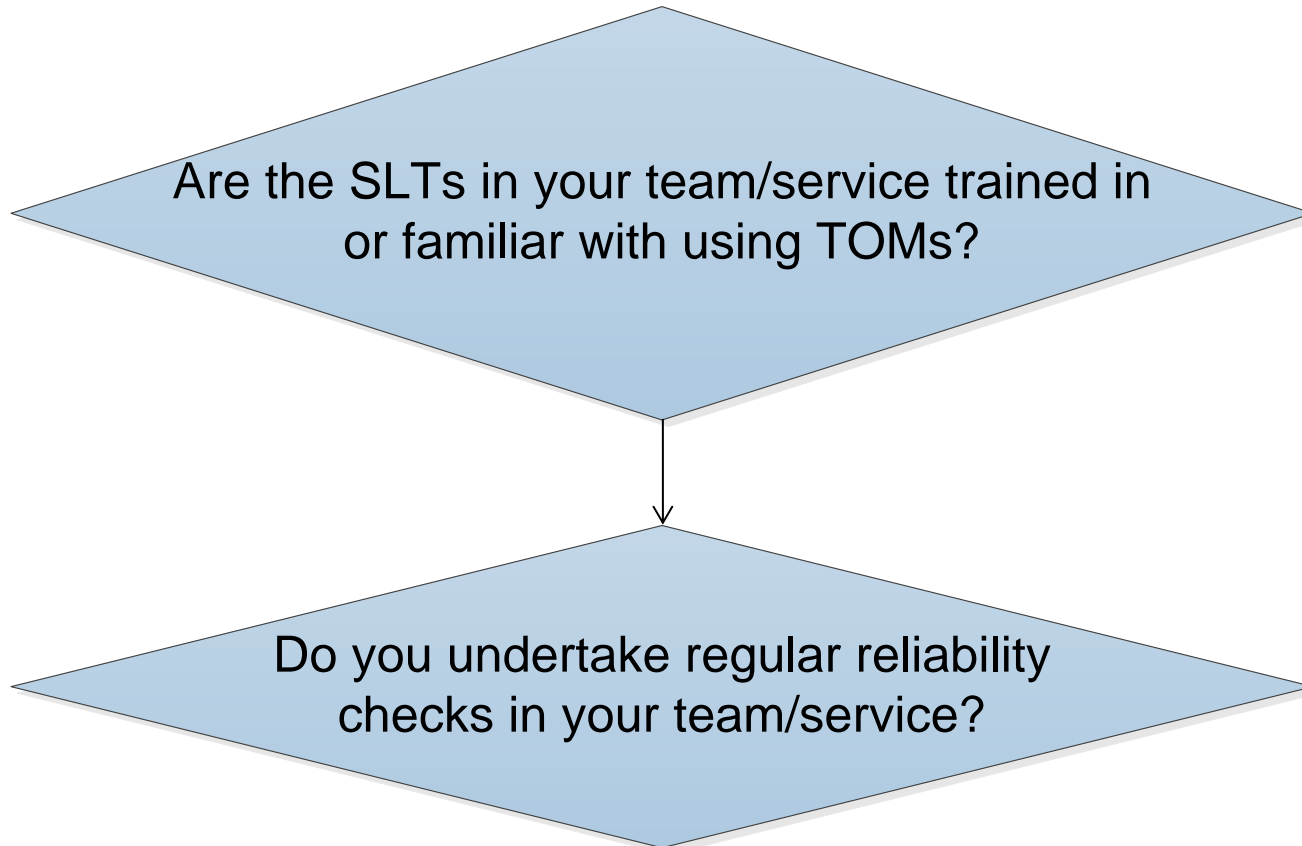 Are the SLTs in your team/service trained in
or familiar with using TOMs?
Do you undertake regular reliability
checks in your team/service?